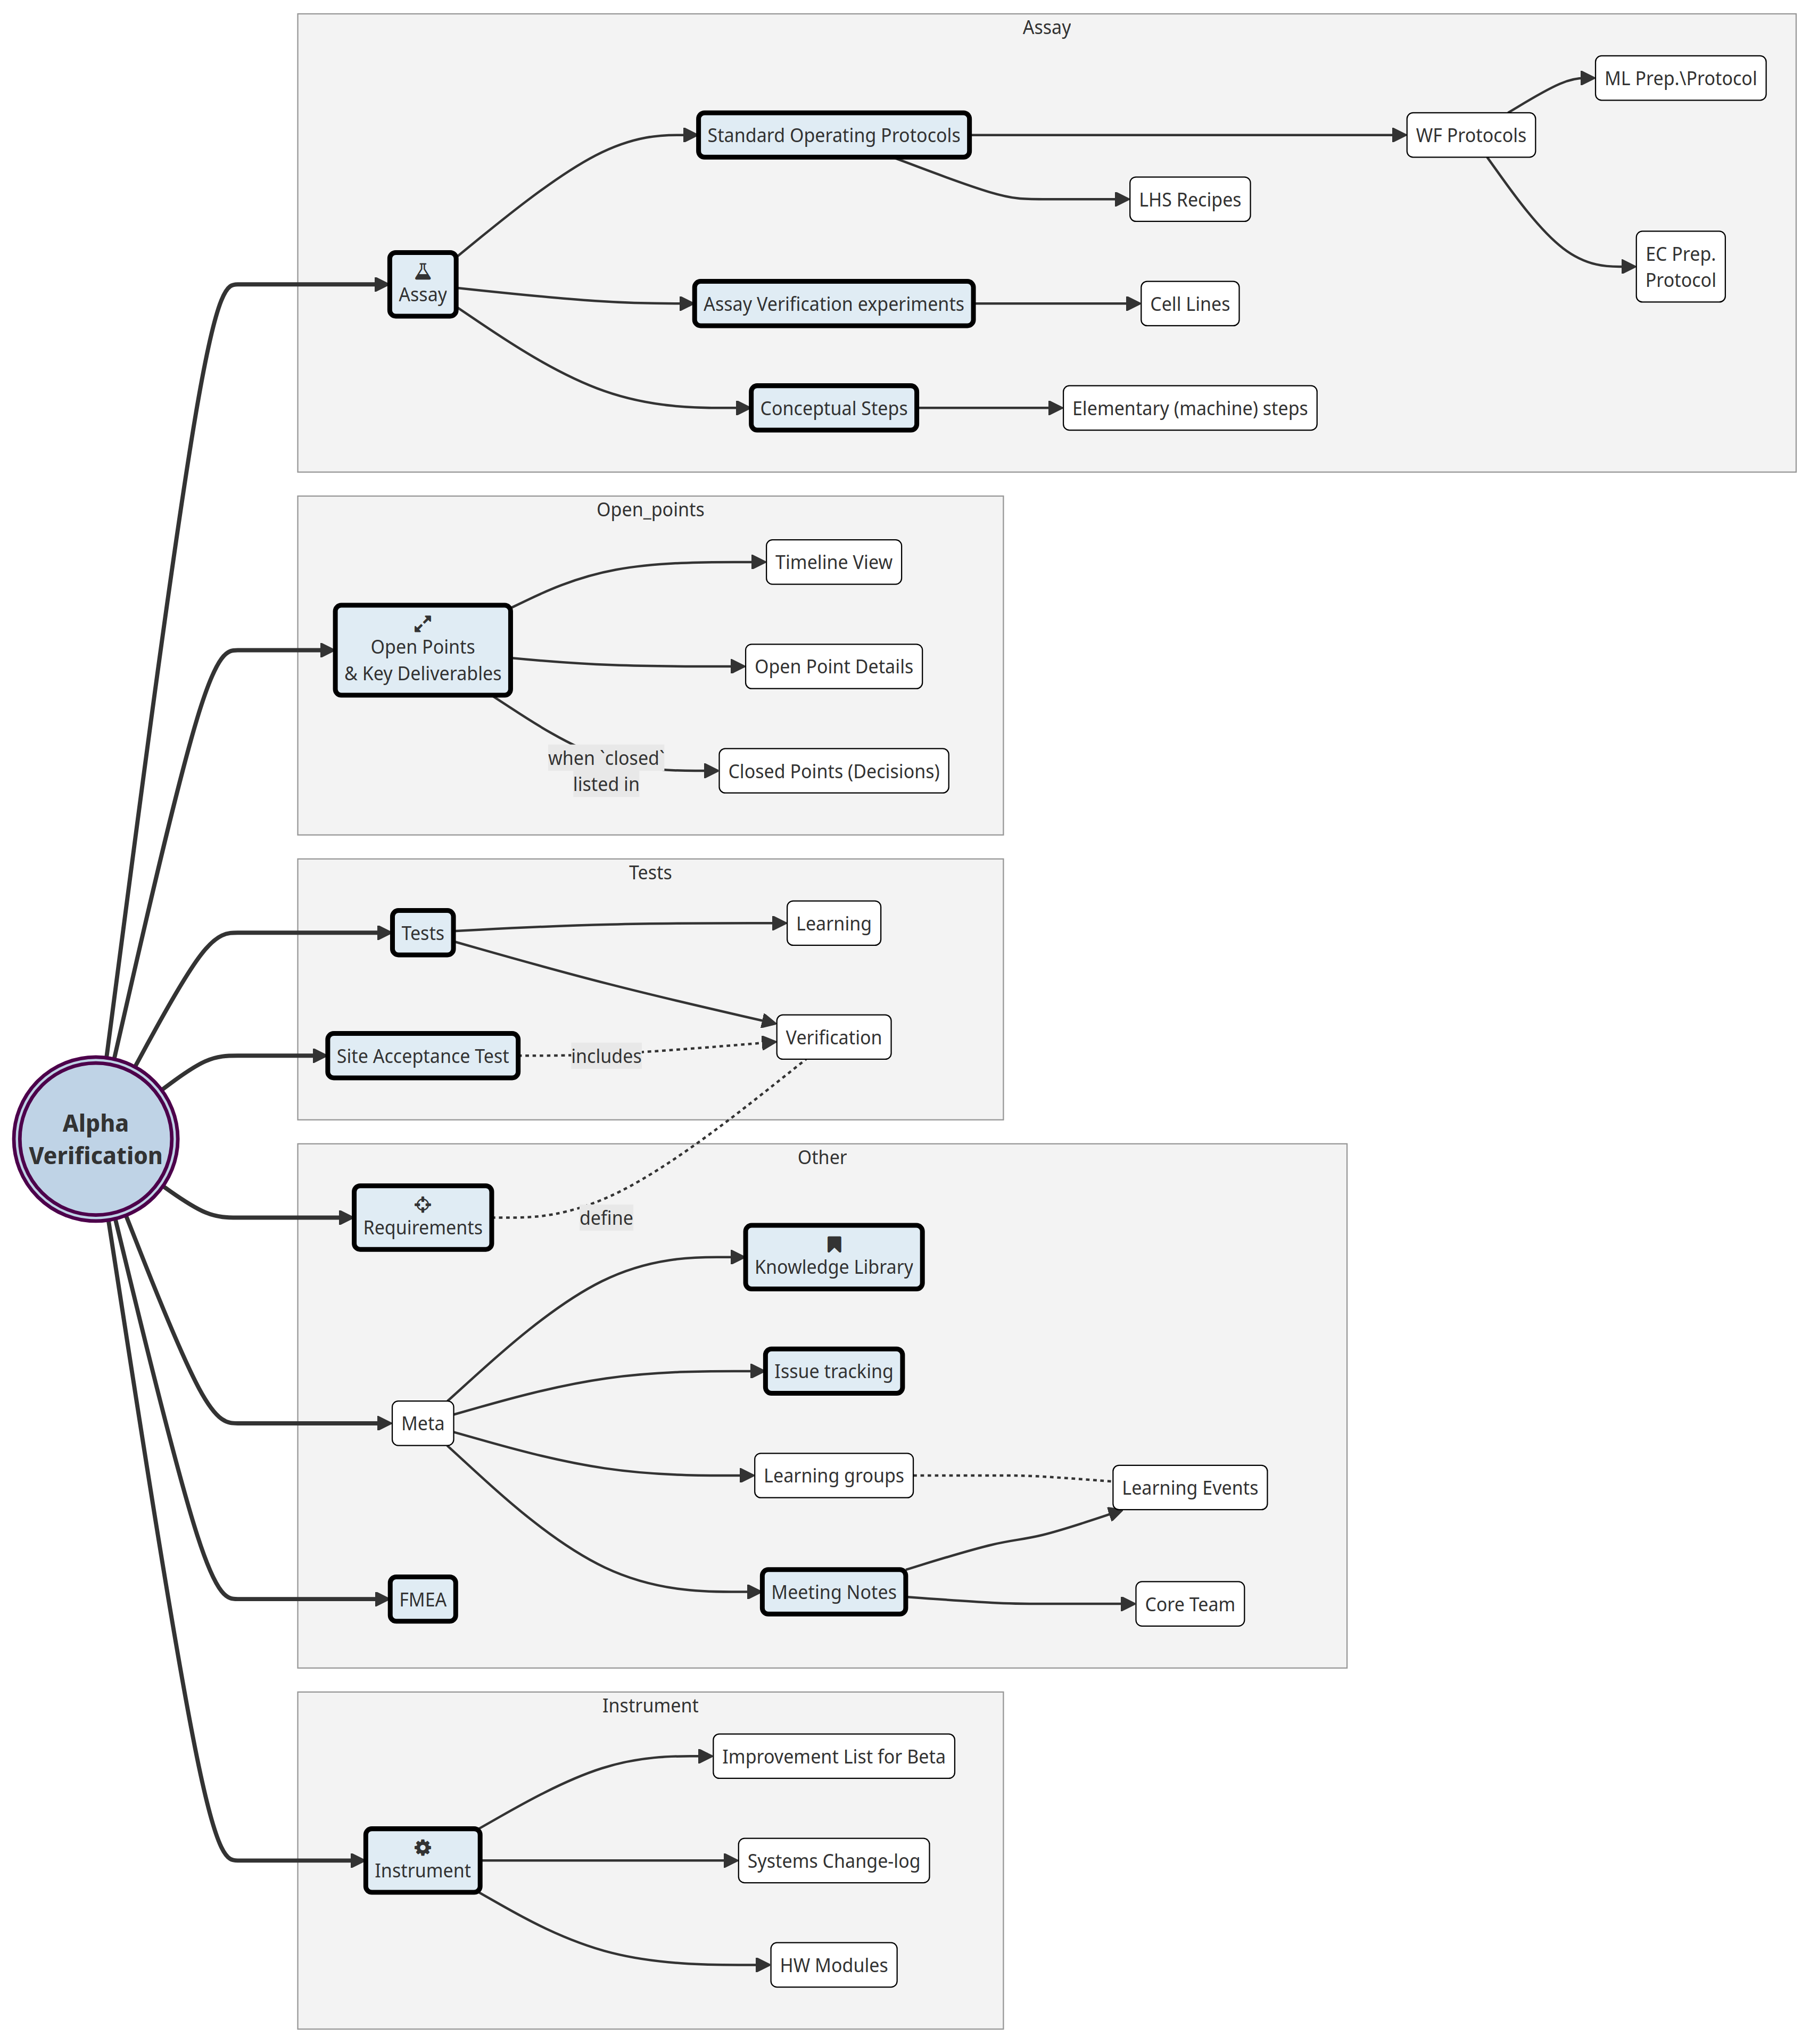 Assay
ML Prep.\Protocol
Standard Operating Protocols
WF Protocols
LHS Recipes
EC Prep.
Protocol
Assay
Assay Verification experiments
Cell Lines
Conceptual Steps
Elementary (machine) steps
Open_points
Timeline View
Open Points
& Key Deliverables
Open Point Details
when `closed`
listed in
Closed Points (Decisions)
Tests
Tests
Learning
Site Acceptance Test
includes
Verification
Alpha
Verification
Other
Requirements
define
Knowledge Library
Issue tracking
Meta
Learning groups
Learning Events
FMEA
Meeting Notes
Core Team
Instrument
Improvement List for Beta
Instrument
Systems Change-log
HW Modules